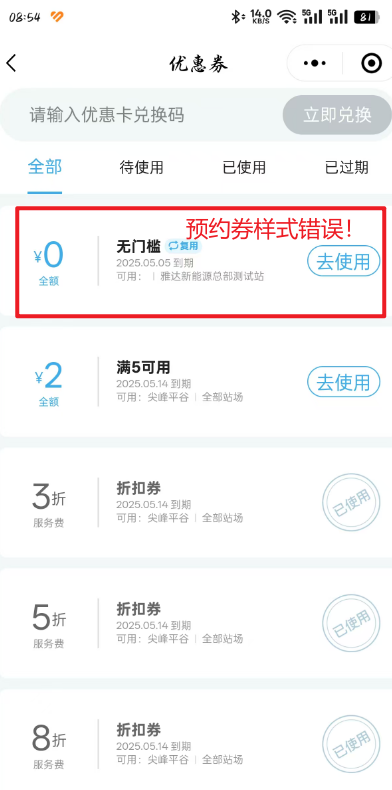 08:54 14.0 KB/S 5G 5G 81
优惠券
请输入优惠卡兑换码 立即兑换
全部 待使用 已使用 已过期
预约券样式错误！
¥0 无门槛 复用
2025.05.05 到期 去使用
全额 可用： | 雅达新能源总部测试站
¥2 满5可用
2025.05.14 到期 去使用
全额 可用：尖峰平谷 | 全部站场
3折 折扣券
2025.05.14 到期 已使用
服务费 可用：尖峰平谷 | 全部站场
5折 折扣券
2025.05.14 到期 已使用
服务费 可用：尖峰平谷 | 全部站场
8折 折扣券
2025.05.14 到期 已使用
服务费 可用：尖峰平谷 | 全部站场